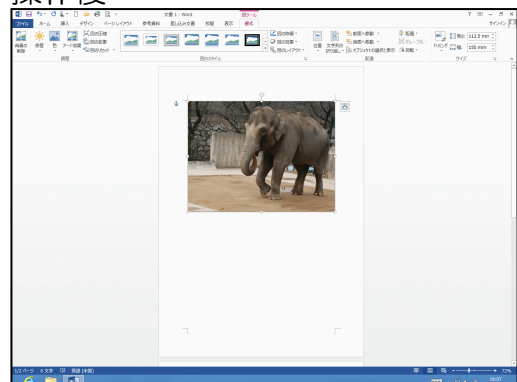 操作後
文書 1 - Word
図ツール
サインイン
ファイル ホーム 挿入 デザイン ページ レイアウト 参考資料 差し込み文書 校閲 表示 書式
背景の削除 修整 色 アート効果 図の圧縮 図の変更 図のリセット
図の枠線 図の効果 図のレイアウト
位置 文字列の折り返し 前面へ移動 背面へ移動 オブジェクトの選択と表示 配置 グループ化 回転
トリミング 高さ: 112.5 mm 幅: 150 mm
調整 図のスタイル 配置 サイズ
1/2 ページ 0 文字 英語 (米国) 72%